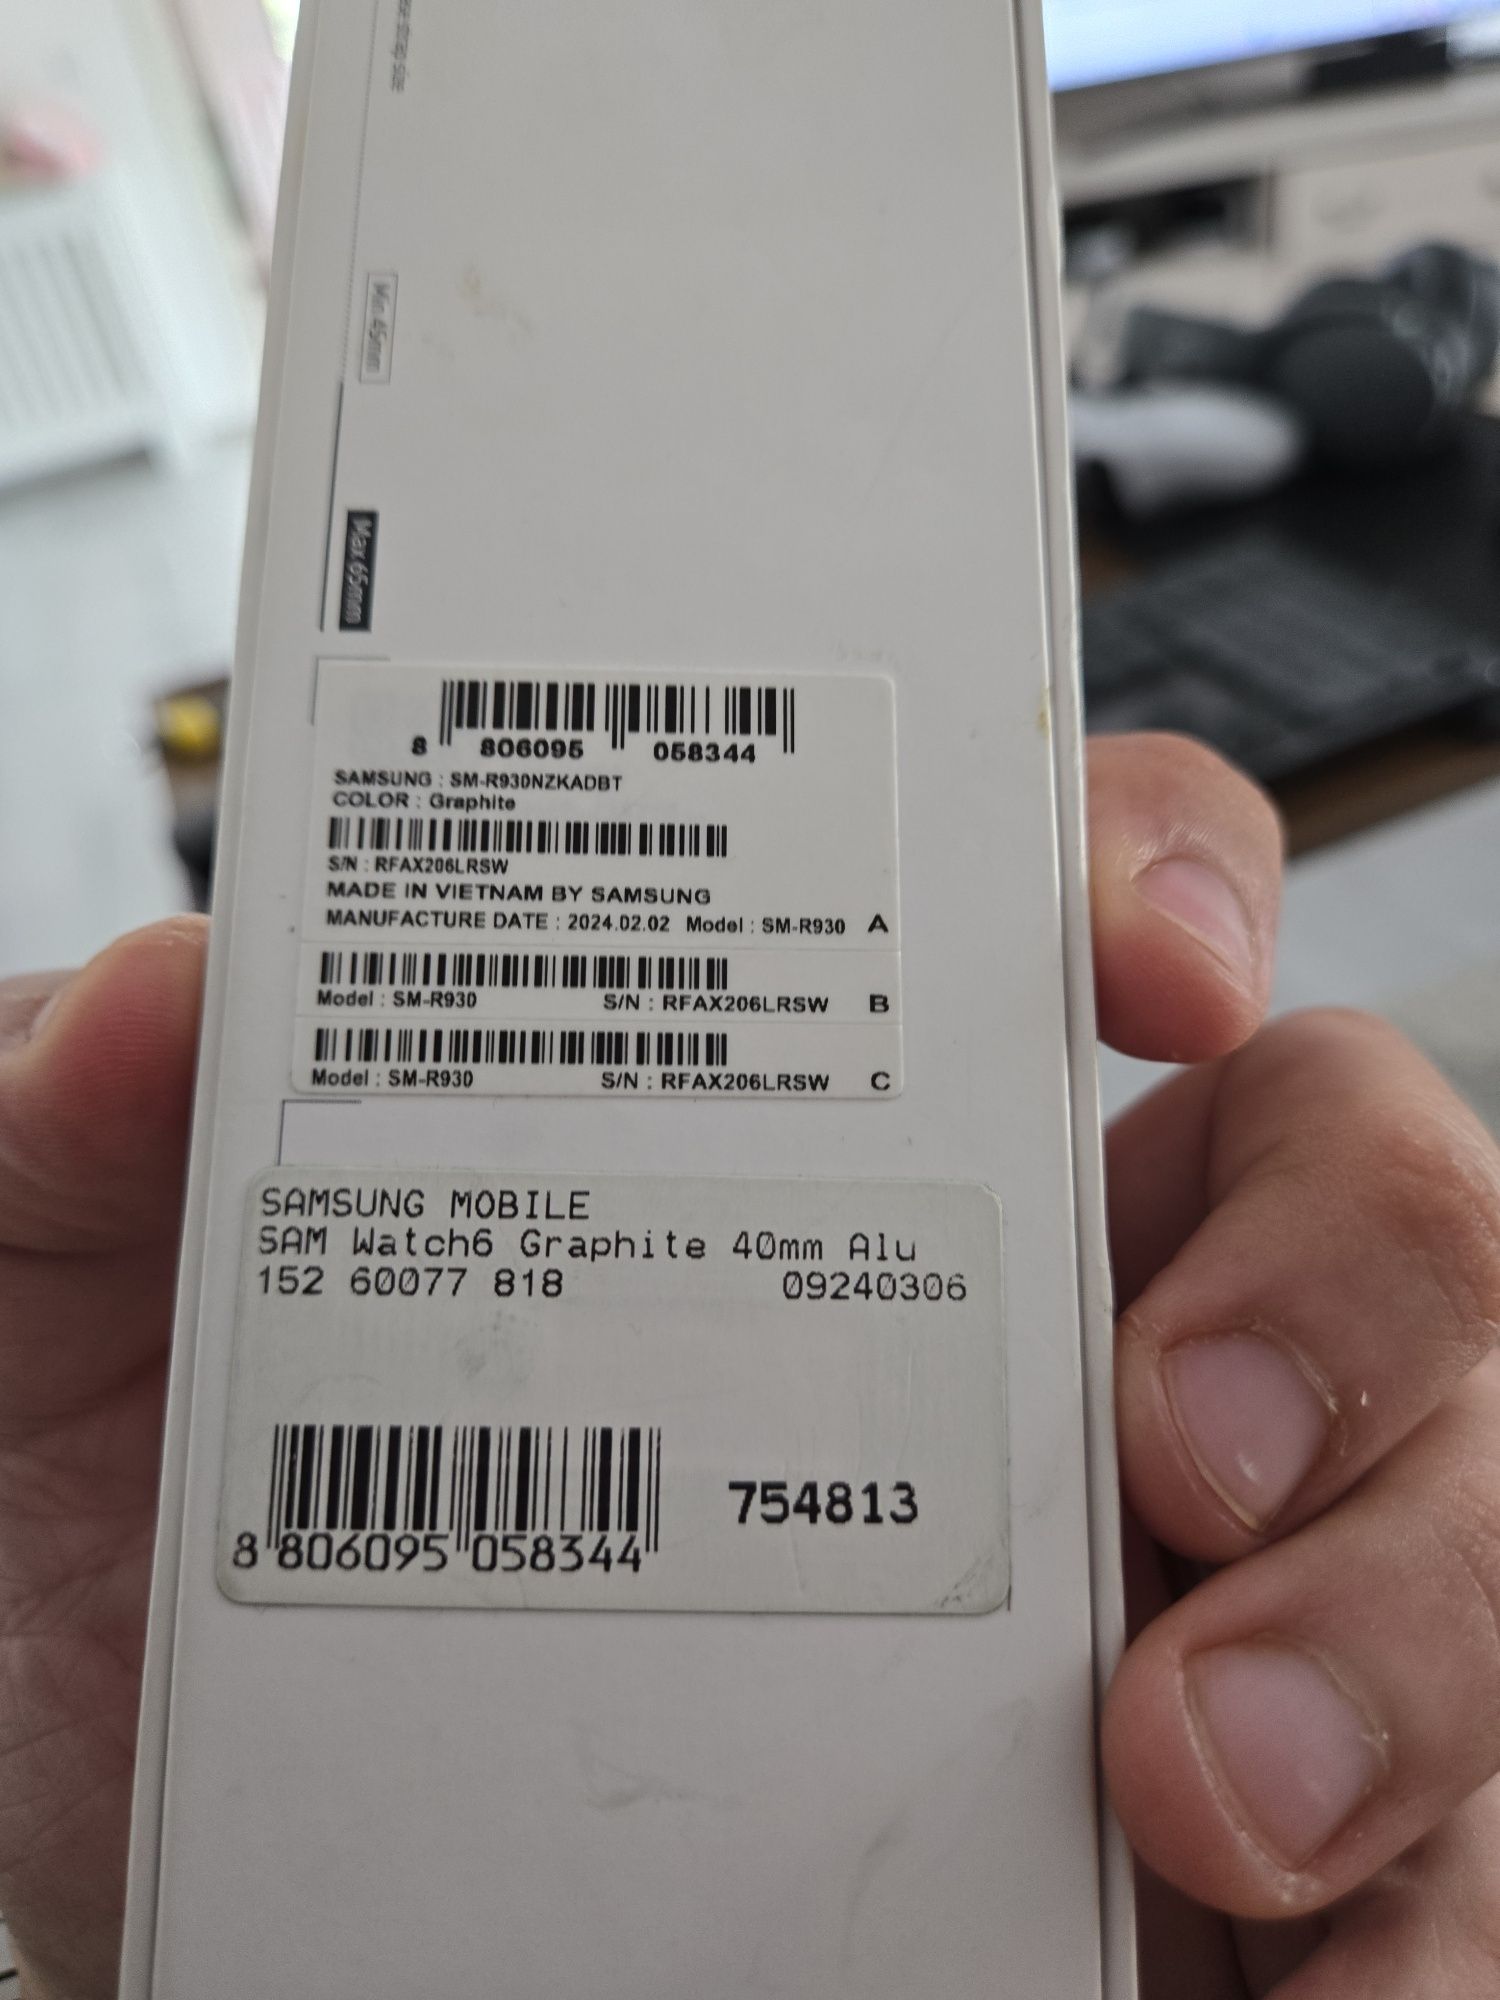 strap size
Min 45mm
Max 65mm
8 806095 058344
SAMSUNG : SM-R930NZKADBT
COLOR : Graphite
S/N : RFAX206LRSW
MADE IN VIETNAM BY SAMSUNG
MANUFACTURE DATE : 2024.02.02 Model : SM-R930 A
Model : SM-R930 S/N : RFAX206LRSW B
Model : SM-R930 S/N : RFAX206LRSW C
SAMSUNG MOBILE
SAM Watch6 Graphite 40mm Alu
152 60077 818 09240306
754813
8 806095 058344